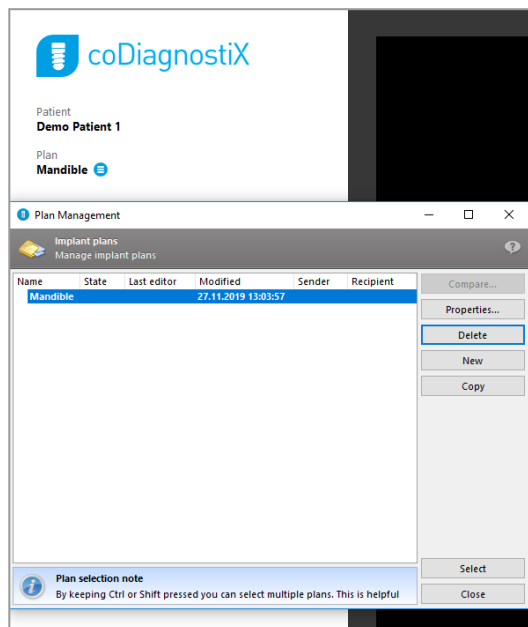 coDiagnostiX
Patient
Demo Patient 1
Plan
Mandible
Plan Management
Implant plans
Manage implant plans
Name State Last editor Modified Sender Recipient
Mandible 27.11.2019 13:03:57
Compare...
Properties...
Delete
New
Copy
Select
Close
Plan selection note
By keeping Ctrl or Shift pressed you can select multiple plans. This is helpful